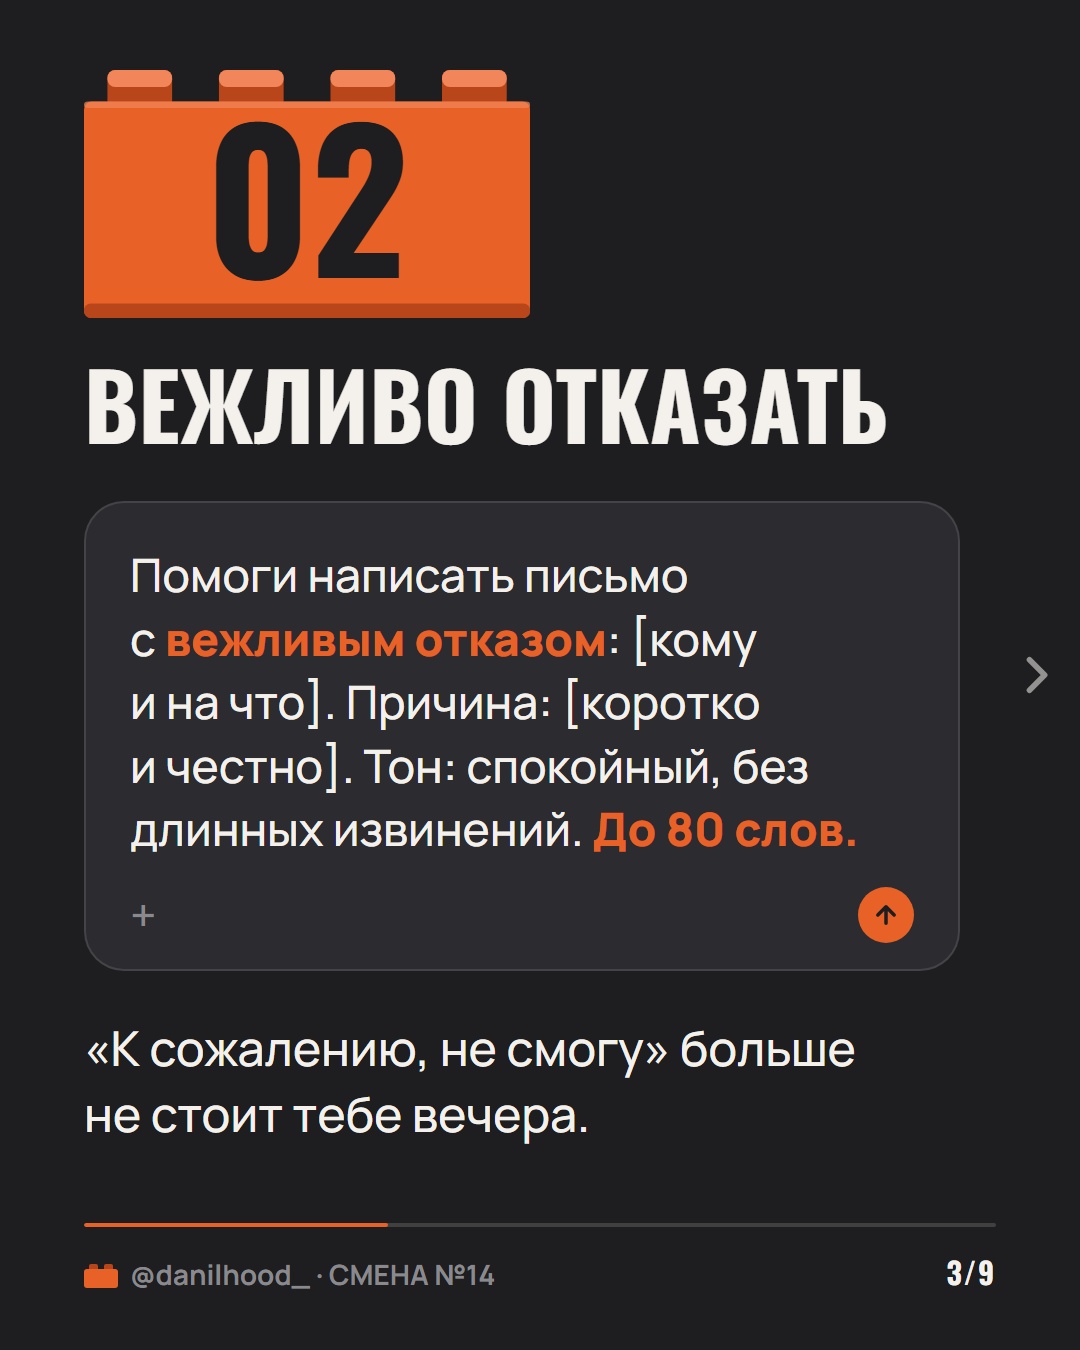 02
ВЕЖЛИВО ОТКАЗАТЬ
Помоги написать письмо
с вежливым отказом: [кому
и на что]. Причина: [коротко
и честно]. Тон: спокойный, без
длинных извинений. До 80 слов.
+
«К сожалению, не смогу» больше
не стоит тебе вечера.
@danilhood_ · СМЕНА №14
3/9